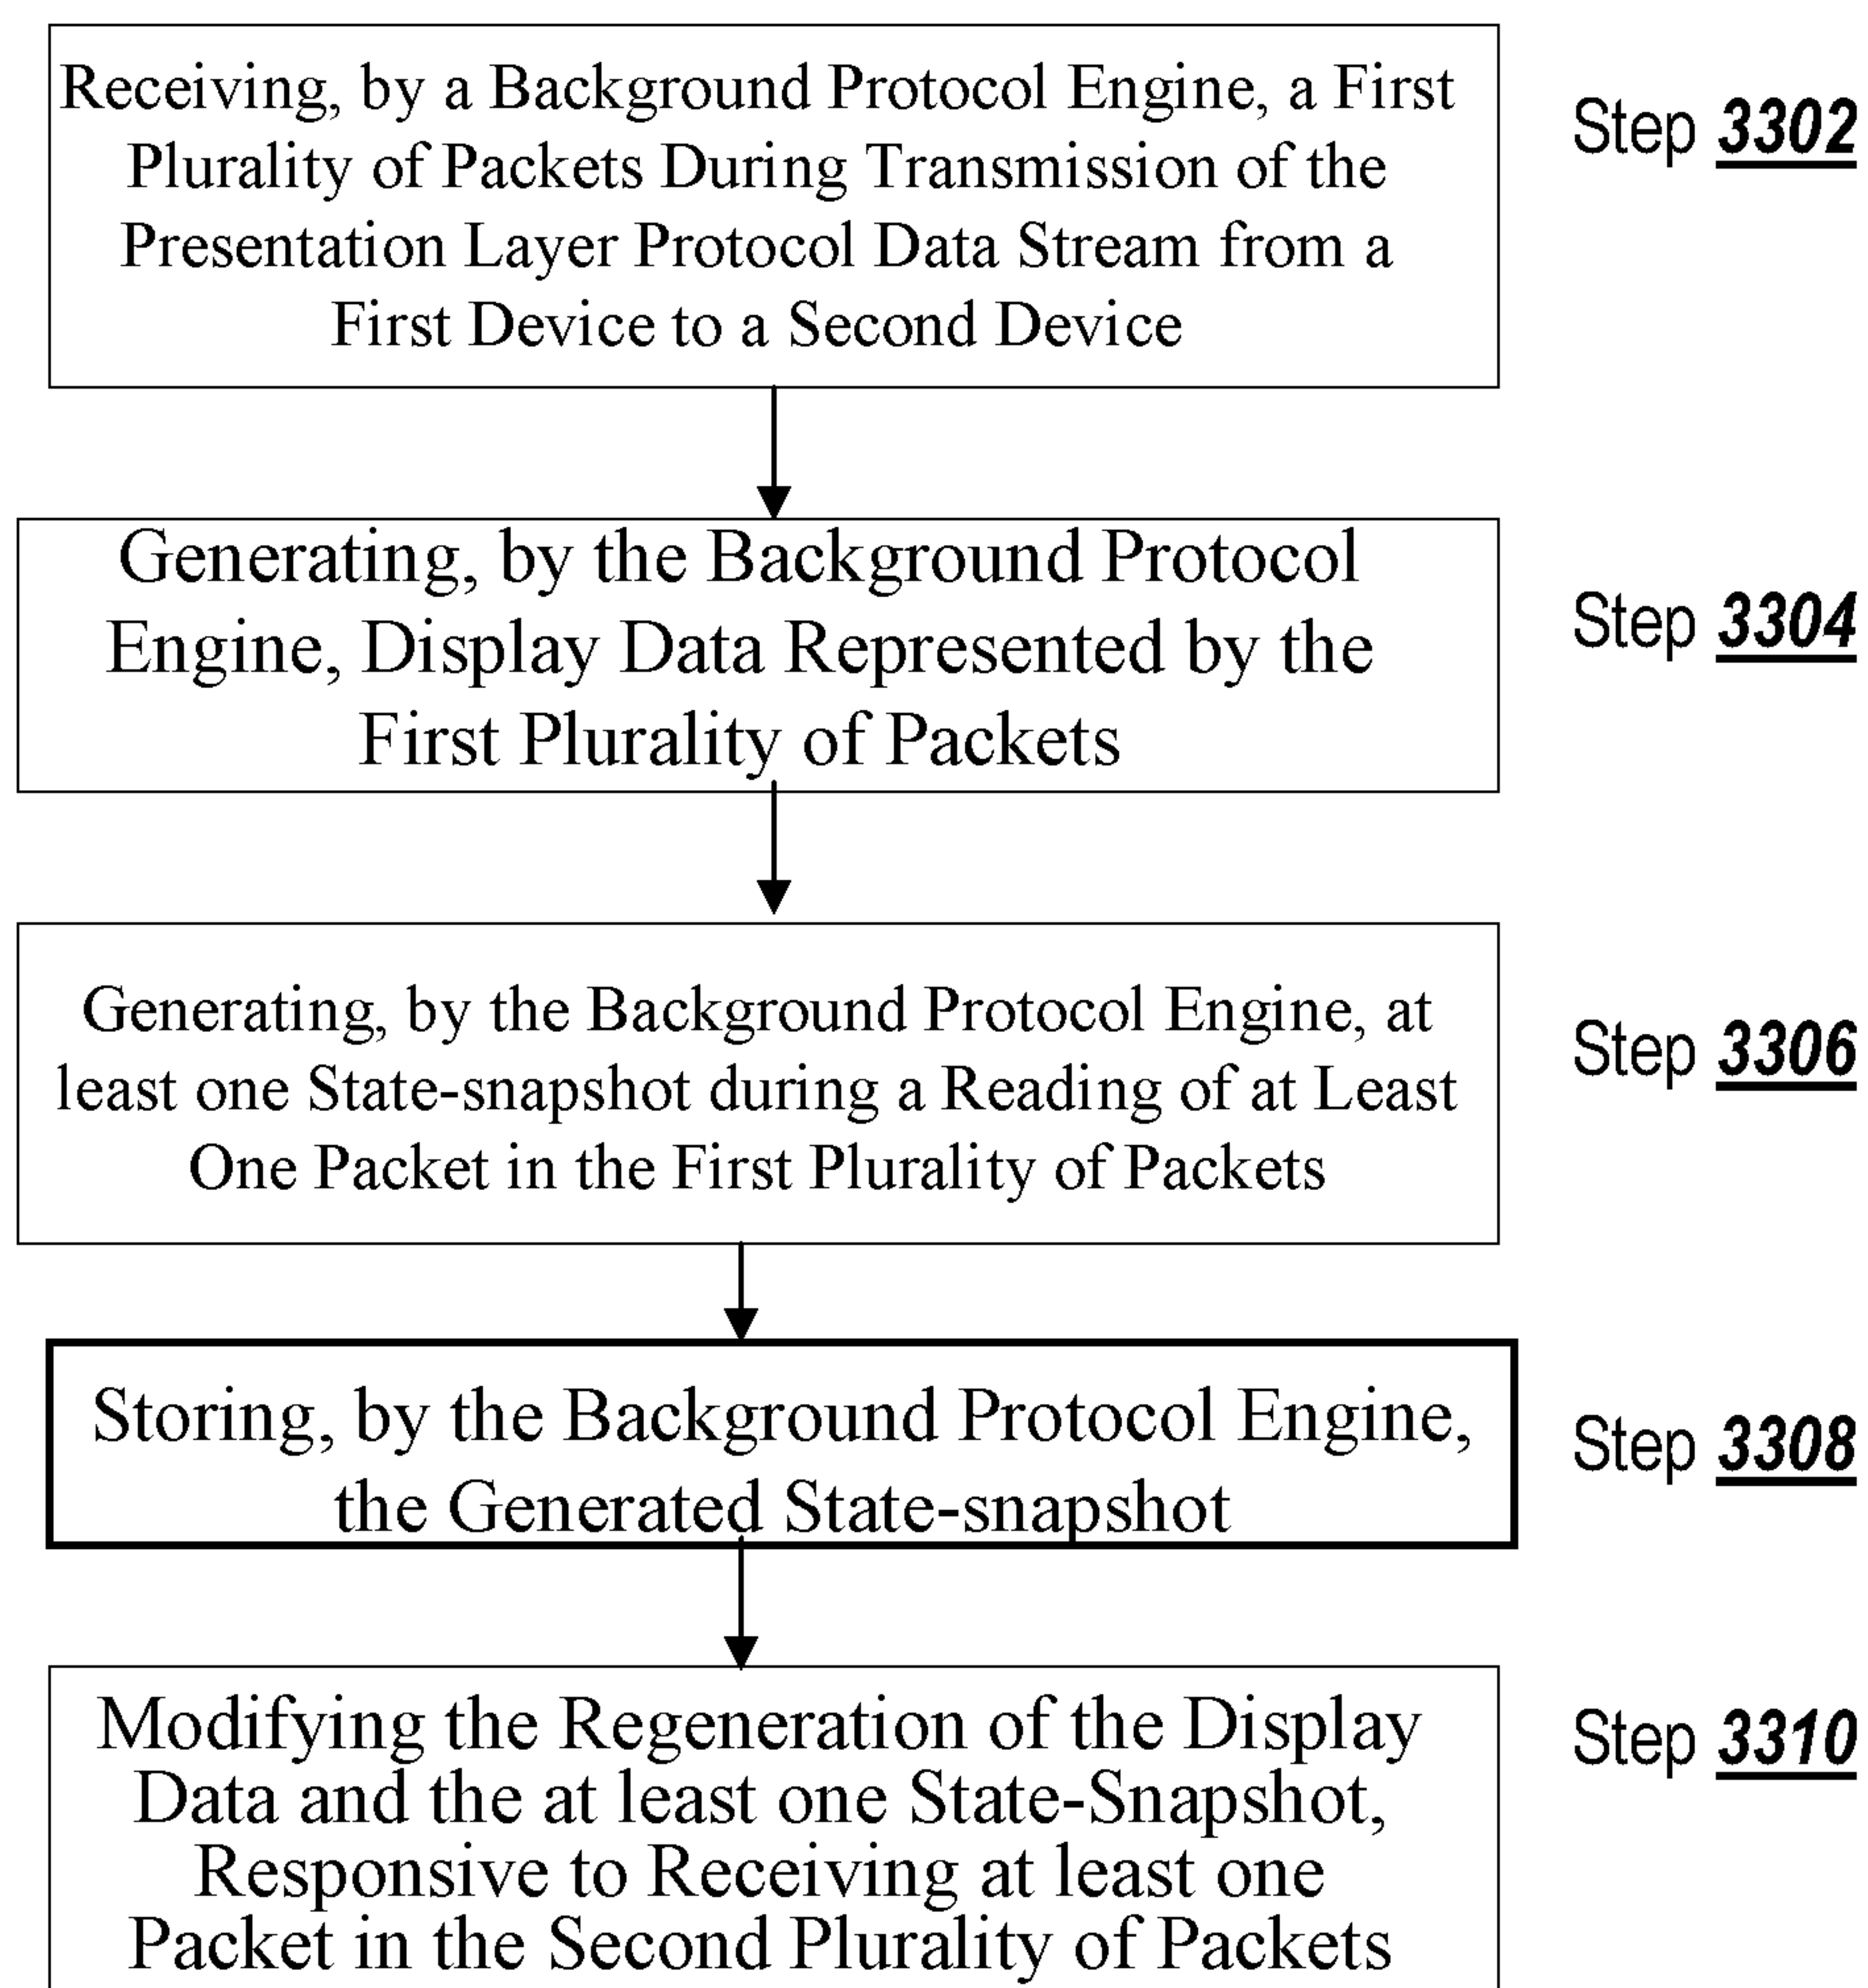 Receiving, by a Background Protocol Engine, a First
Plurality of Packets During Transmission of the
Presentation Layer Protocol Data Stream from a
First Device to a Second Device
Step 3302
Generating, by the Background Protocol
Engine, Display Data Represented by the
First Plurality of Packets
Step 3304
Generating, by the Background Protocol Engine, at
least one State-snapshot during a Reading of at Least
One Packet in the First Plurality of Packets
Step 3306
Storing, by the Background Protocol Engine,
the Generated State-snapshot
Step 3308
Modifying the Regeneration of the Display
Data and the at least one State-Snapshot,
Responsive to Receiving at least one
Packet in the Second Plurality of Packets
Step 3310